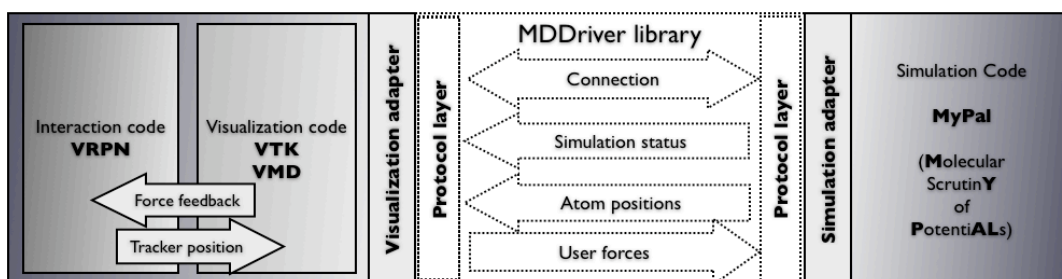 Interaction code
VRPN
Visualization code
VTK
VMD
Force feedback
Tracker position
Visualization adapter
Protocol layer
MDDriver library
Connection
Simulation status
Atom positions
User forces
Protocol layer
Simulation adapter
Simulation Code
MyPal
(Molecular
ScrutinY
of
PotentiALs)